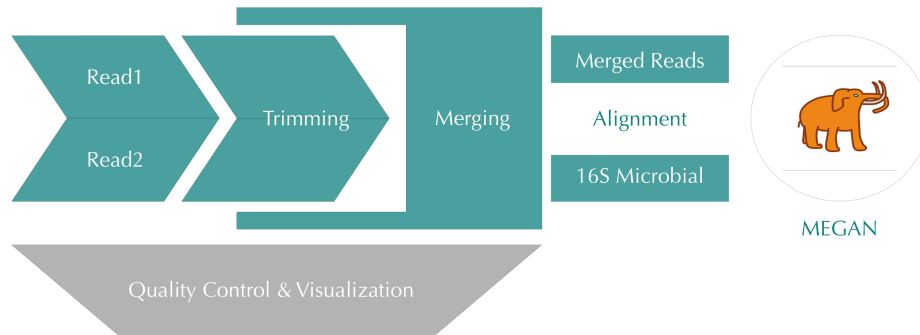 Read1
Read2
Trimming
Merging
Merged Reads
Alignment
16S Microbial
MEGAN
Quality Control & Visualization